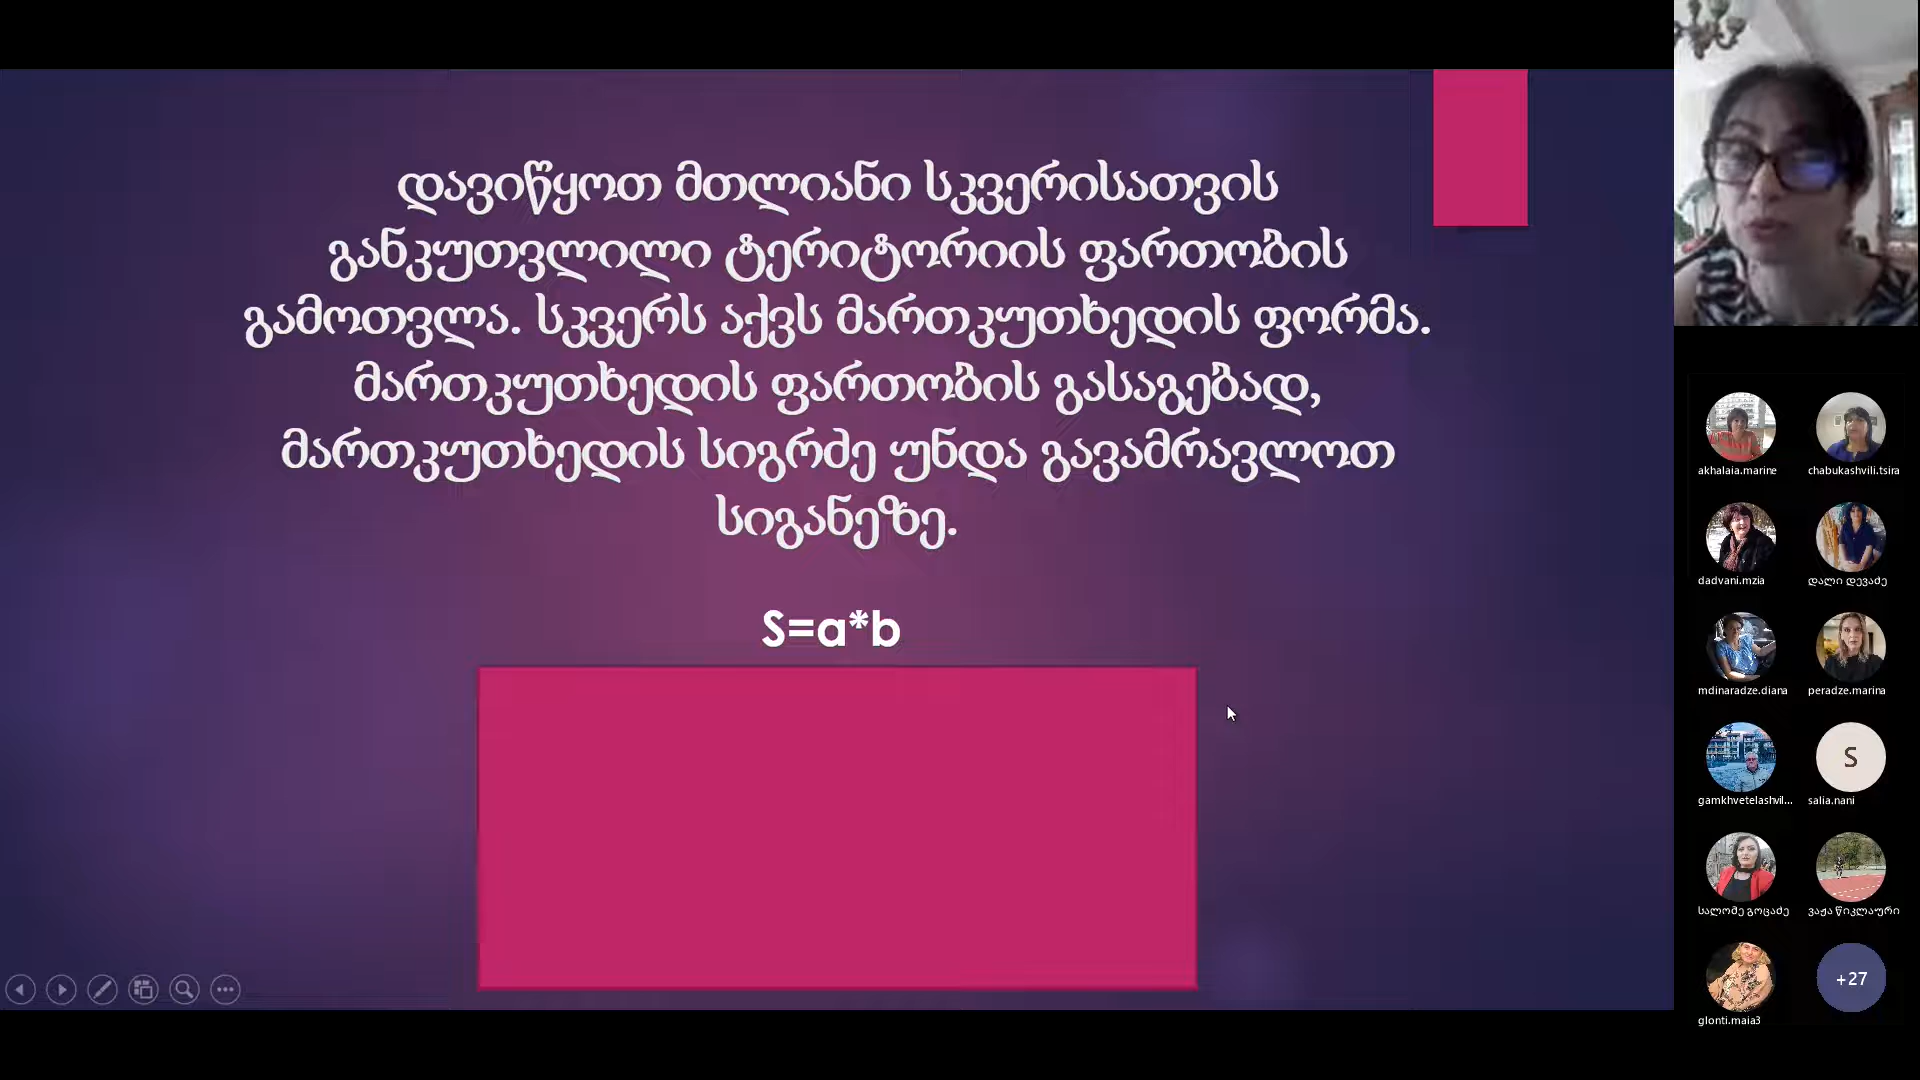 დავიწყოთ მთლიანი სკვერისათვის
განკუთვლილი ტერიტორიის ფართობის
გამოთვლა. სკვერს აქვს მართკუთხედის ფორმა.
მართკუთხედის ფართობის გასაგებად,
მართკუთხედის სიგრძე უნდა გავამრავლოთ
სიგანეზე.
S=a*b
akhalaia.marine
chabukashvili.tsira
dadvani.mzia
დალი დევაძე
mdinaradze.diana
peradze.marina
gamkhvetelashvil...
S
salia.nani
სალომე გოცაძე
ვაჟა წიკლაური
glonti.maia3
+27